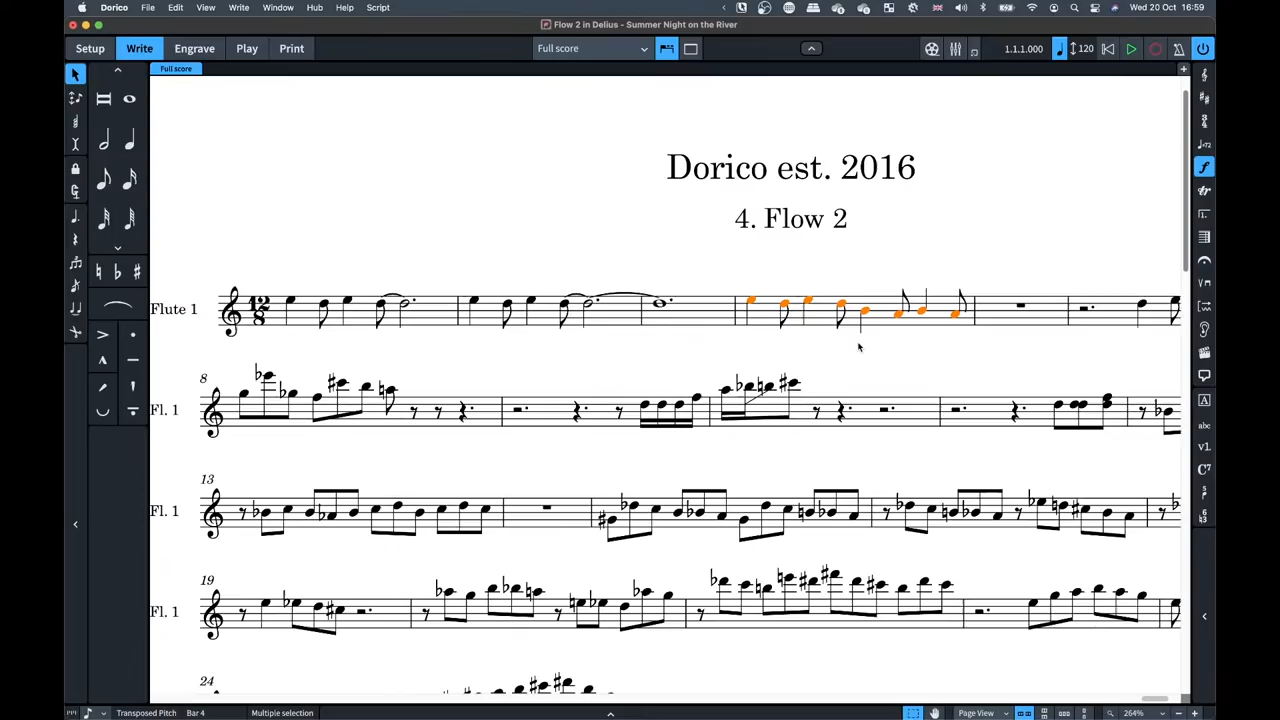 Dorico File Edit View Write Window Hub Help Script Wed 20 Oct 16:59
Flow 2 in Delius - Summer Night on the River
Setup Write Engrave Play Print Full score 1.1.1.000 120
Full score
Dorico est. 2016
4. Flow 2
Flute 1 12 8
8
Fl. 1
13
Fl. 1
19
Fl. 1
24
Transposed Pitch Bar 4 Multiple selection Page View 264%